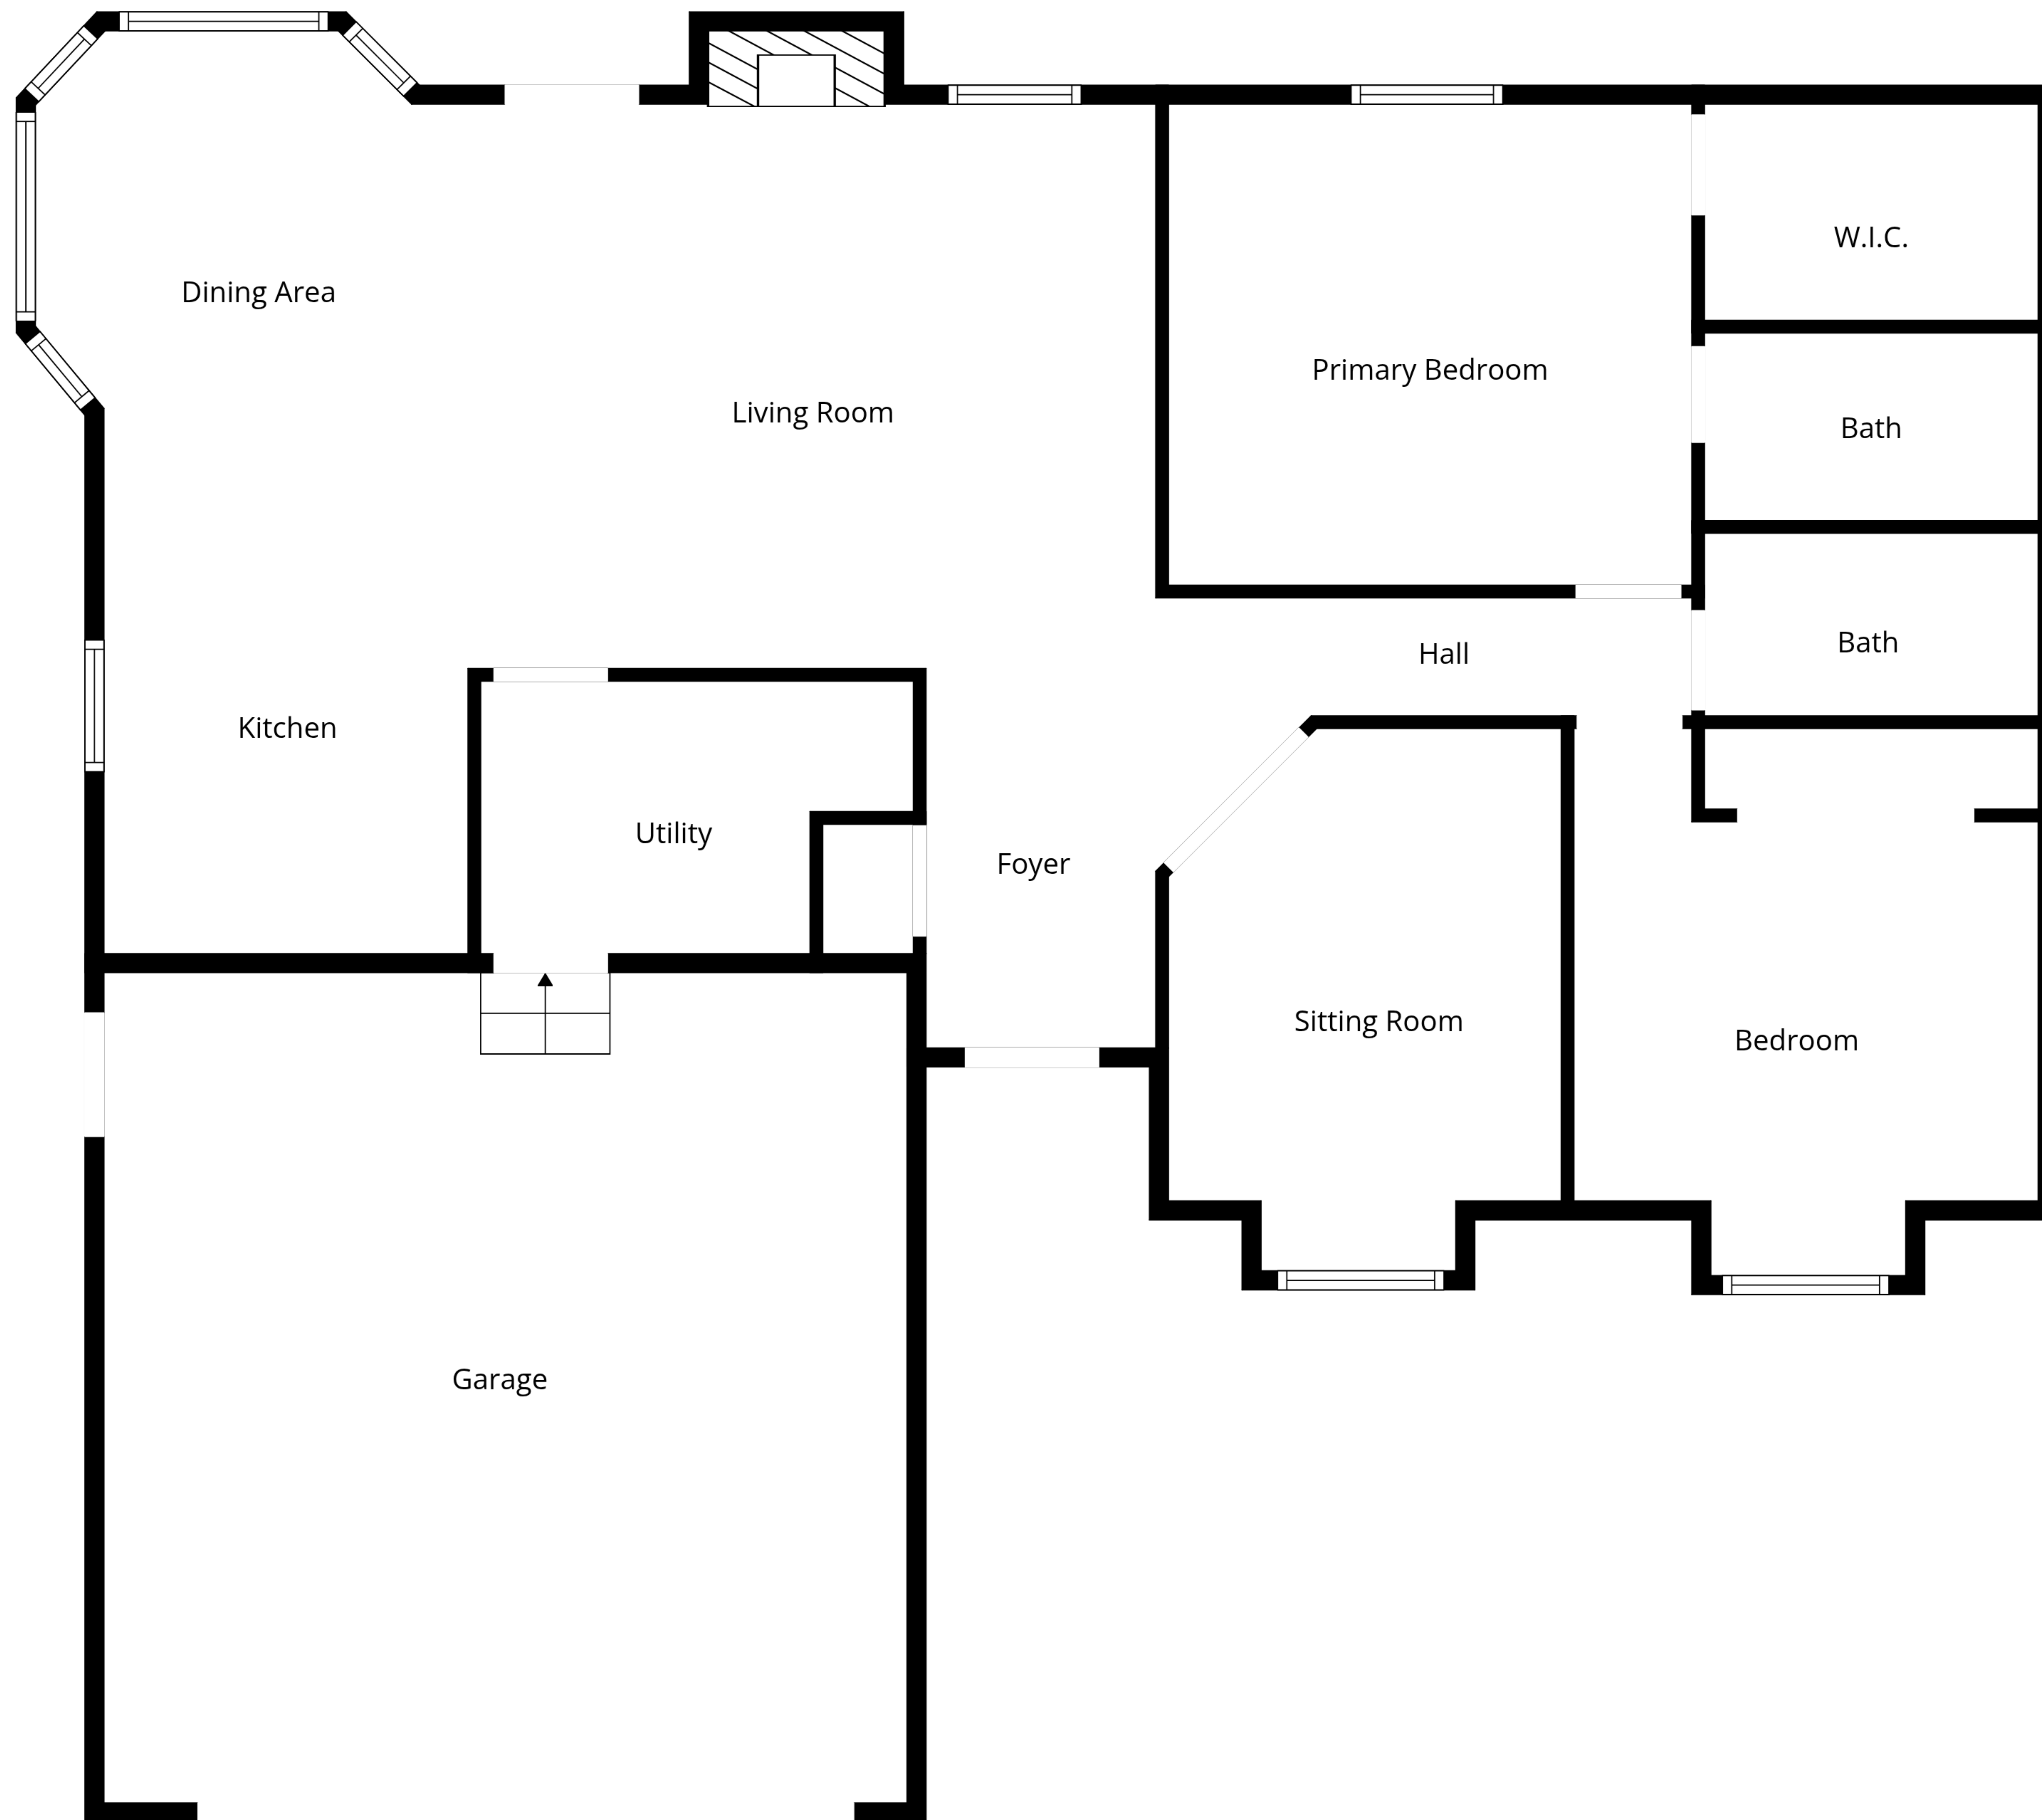 W.I.C.
Dining Area
Primary Bedroom
Living Room
Bath
Bath
Hall
Kitchen
Utility
Foyer
Sitting Room
Bedroom
Garage